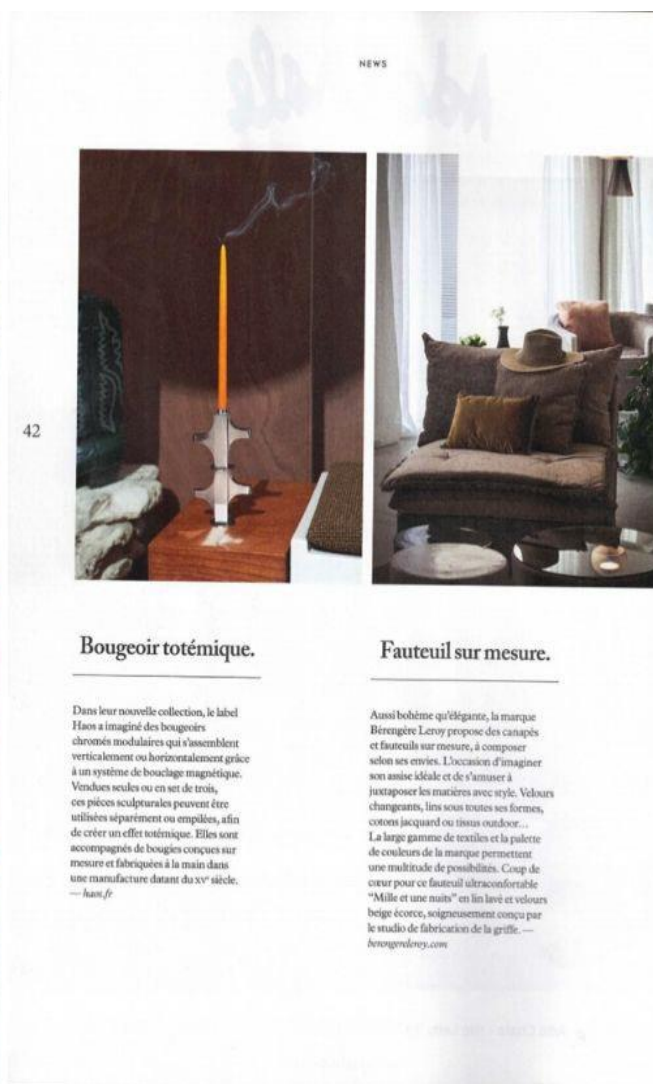 NEWS
42
Bougeoir totémique.
Dans leur nouvelle collection, le label
Haos a imaginé des bougeoirs
chromés modulaires qui s'assemblent
verticalement ou horizontalement grâce
à un système de bouclage magnétique.
Vendues seules ou en set de trois,
ces pièces sculpturales peuvent être
utilisées séparément ou empilées, afin
de créer un effet totémique. Elles sont
accompagnés de bougies conçues sur
mesure et fabriquées à la main dans
une manufacture datant du XVe siècle.
— haos.fr
Fauteuil sur mesure.
Aussi bohème qu'élégante, la marque
Bérengère Leroy propose des canapés
et fauteuils sur mesure, à composer
selon ses envies. L'occasion d'imaginer
son assise idéale et de s'amuser à
juxtaposer les matières avec style. Velours
changeants, lins sous toutes ses formes,
cotons jacquard ou tissus outdoor...
La large gamme de textiles et la palette
de couleurs de la marque permettent
une multitude de possibilités. Coup de
cœur pour ce fauteuil ultraconfortable
“Mille et une nuits” en lin lavé et velours
beige écorce, soigneusement conçu par
le studio de fabrication de la griffe. —
berengereleroy.com